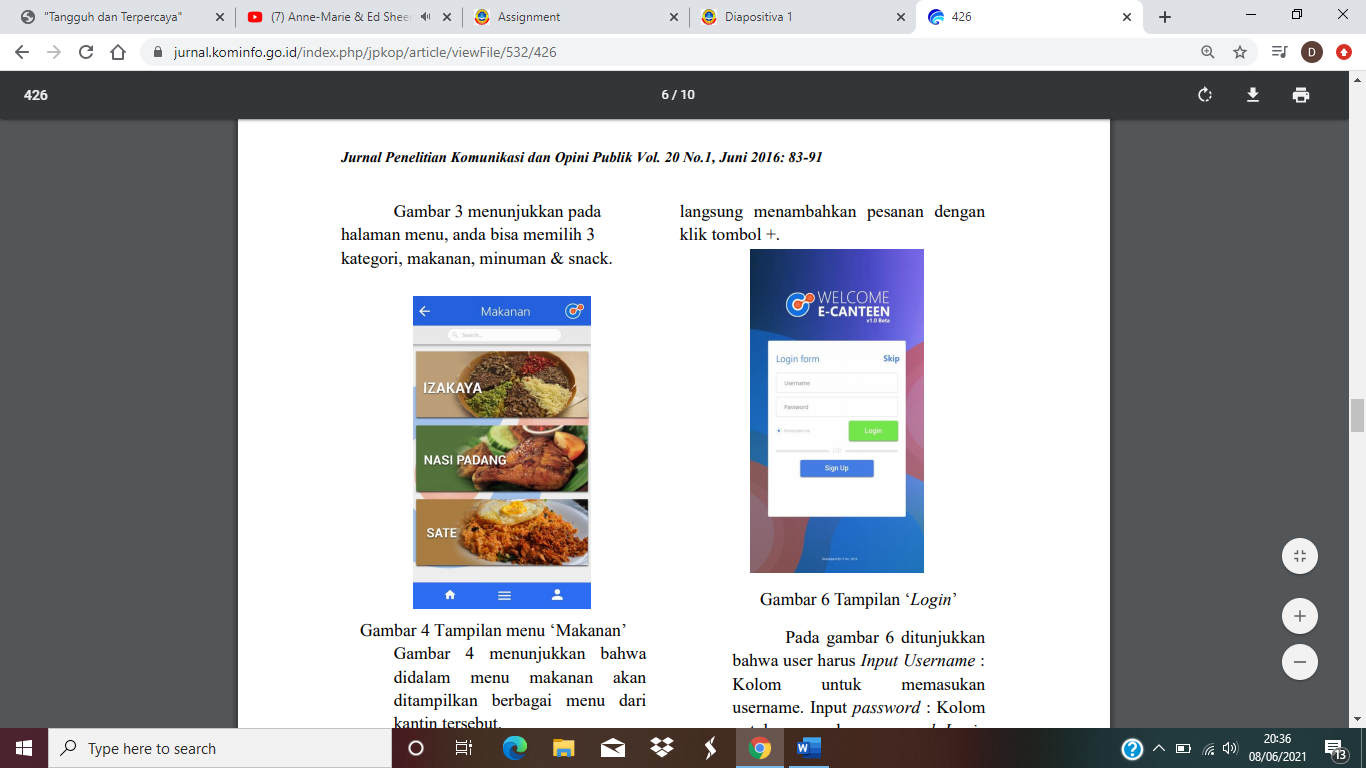 "Tangguh dan Terpercaya"
(7) Anne-Marie & Ed Sheer
Assignment
Diapositiva 1
426
jurnal.kominfo.go.id/index.php/jpkop/article/viewFile/532/426
D
426
6 / 10
Jurnal Penelitian Komunikasi dan Opini Publik Vol. 20 No.1, Juni 2016: 83-91
Gambar 3 menunjukkan pada
halaman menu, anda bisa memilih 3
kategori, makanan, minuman & snack.
Makanan
Search...
IZAKAYA
NASI PADANG
SATE
Gambar 4 Tampilan menu ‘Makanan’
Gambar 4 menunjukkan bahwa
didalam menu makanan akan
ditampilkan berbagai menu dari
kantin tersebut.
langsung menambahkan pesanan dengan
klik tombol +.
WELCOME
E-CANTEEN
v1.0 Beta
Login form
Skip
Username
Password
Remember me
Login
OR
Sign Up
Gambar 6 Tampilan ‘Login’
Pada gambar 6 ditunjukkan
bahwa user harus Input Username :
Kolom untuk memasukan
username. Input password : Kolom
Type here to search
20:36
08/06/2021
13